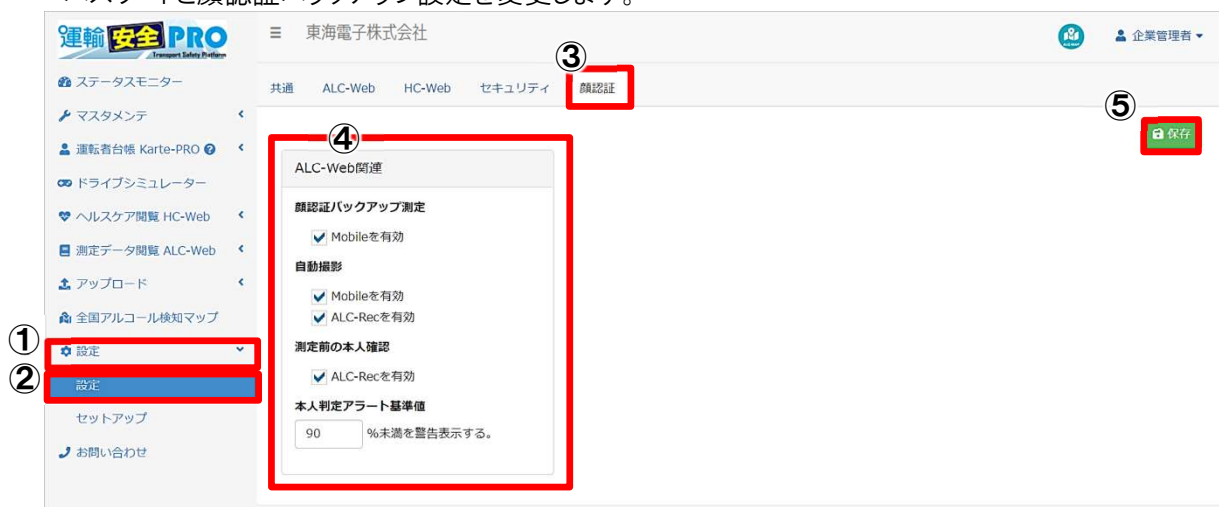 運輸安全PRO
Transport Safety Platform
東海電子株式会社
企業管理者
ステータスモニター
マスタメンテ
運転者台帳 Karte-PRO
ドライブシミュレーター
ヘルスケア閲覧 HC-Web
測定データ閲覧 ALC-Web
アップロード
全国アルコール検知マップ
① 設定
② 設定
セットアップ
お問い合わせ
③
共通 ALC-Web HC-Web セキュリティ 顔認証
⑤
保存
④
ALC-Web関連
顔認証バックアップ測定
Mobileを有効
自動撮影
Mobileを有効
ALC-Recを有効
測定前の本人確認
ALC-Recを有効
本人判定アラート基準値
90 %未満を警告表示する。